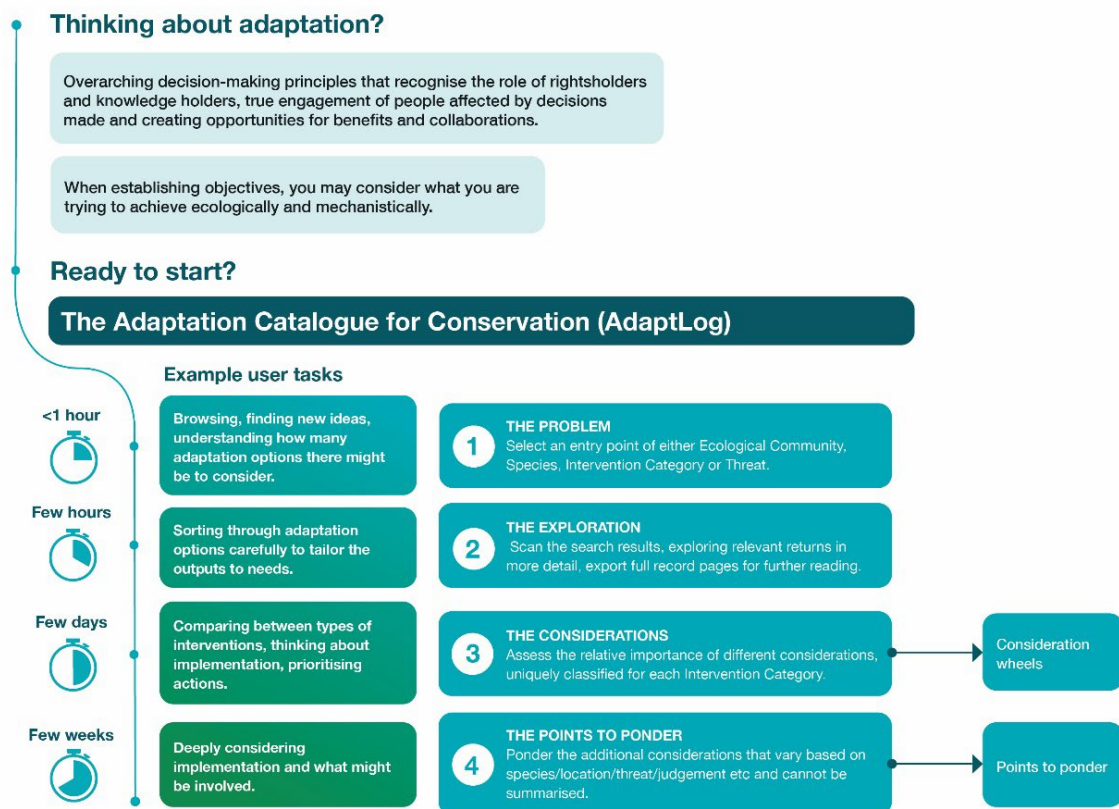 Thinking about adaptation?
Overarching decision-making principles that recognise the role of rightsholders
and knowledge holders, true engagement of people affected by decisions
made and creating opportunities for benefits and collaborations.
When establishing objectives, you may consider what you are
trying to achieve ecologically and mechanistically.
Ready to start?
The Adaptation Catalogue for Conservation (AdaptLog)
Example user tasks
<1 hour
Browsing, finding new ideas,
understanding how many
adaptation options there might
be to consider.
1
THE PROBLEM
Select an entry point of either Ecological Community,
Species, Intervention Category or Threat.
Few hours
Sorting through adaptation
options carefully to tailor the
outputs to needs.
2
THE EXPLORATION
Scan the search results, exploring relevant returns in
more detail, export full record pages for further reading.
Few days
Comparing between types of
interventions, thinking about
implementation, prioritising
actions.
3
THE CONSIDERATIONS
Assess the relative importance of different considerations,
uniquely classified for each Intervention Category.
Consideration
wheels
Few weeks
Deeply considering
implementation and what might
be involved.
4
THE POINTS TO PONDER
Ponder the additional considerations that vary based on
species/location/threat/judgement etc and cannot be
summarised.
Points to ponder